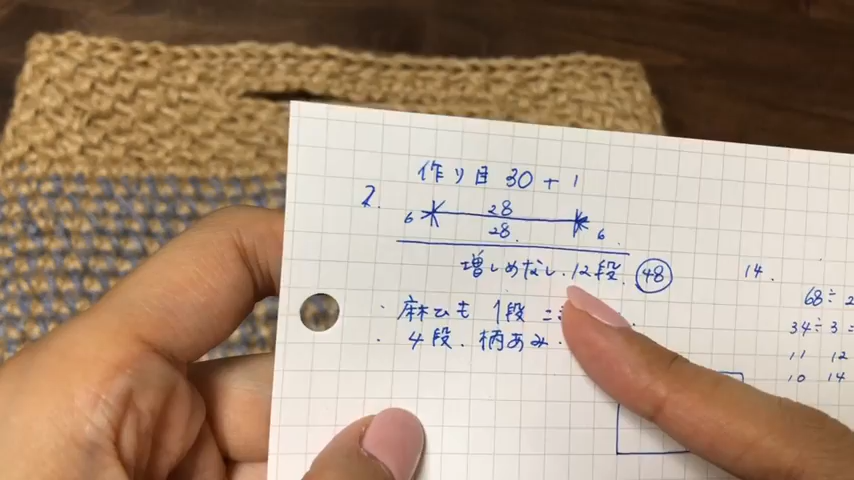 作り目 30 + 1
2.
28
6 6.
28.
増しめなし. 12段. 48
麻ひも 1段
4段. 柄あみ.
14.
68 ÷ 2
34 ÷ 3 =
11 12
10 14